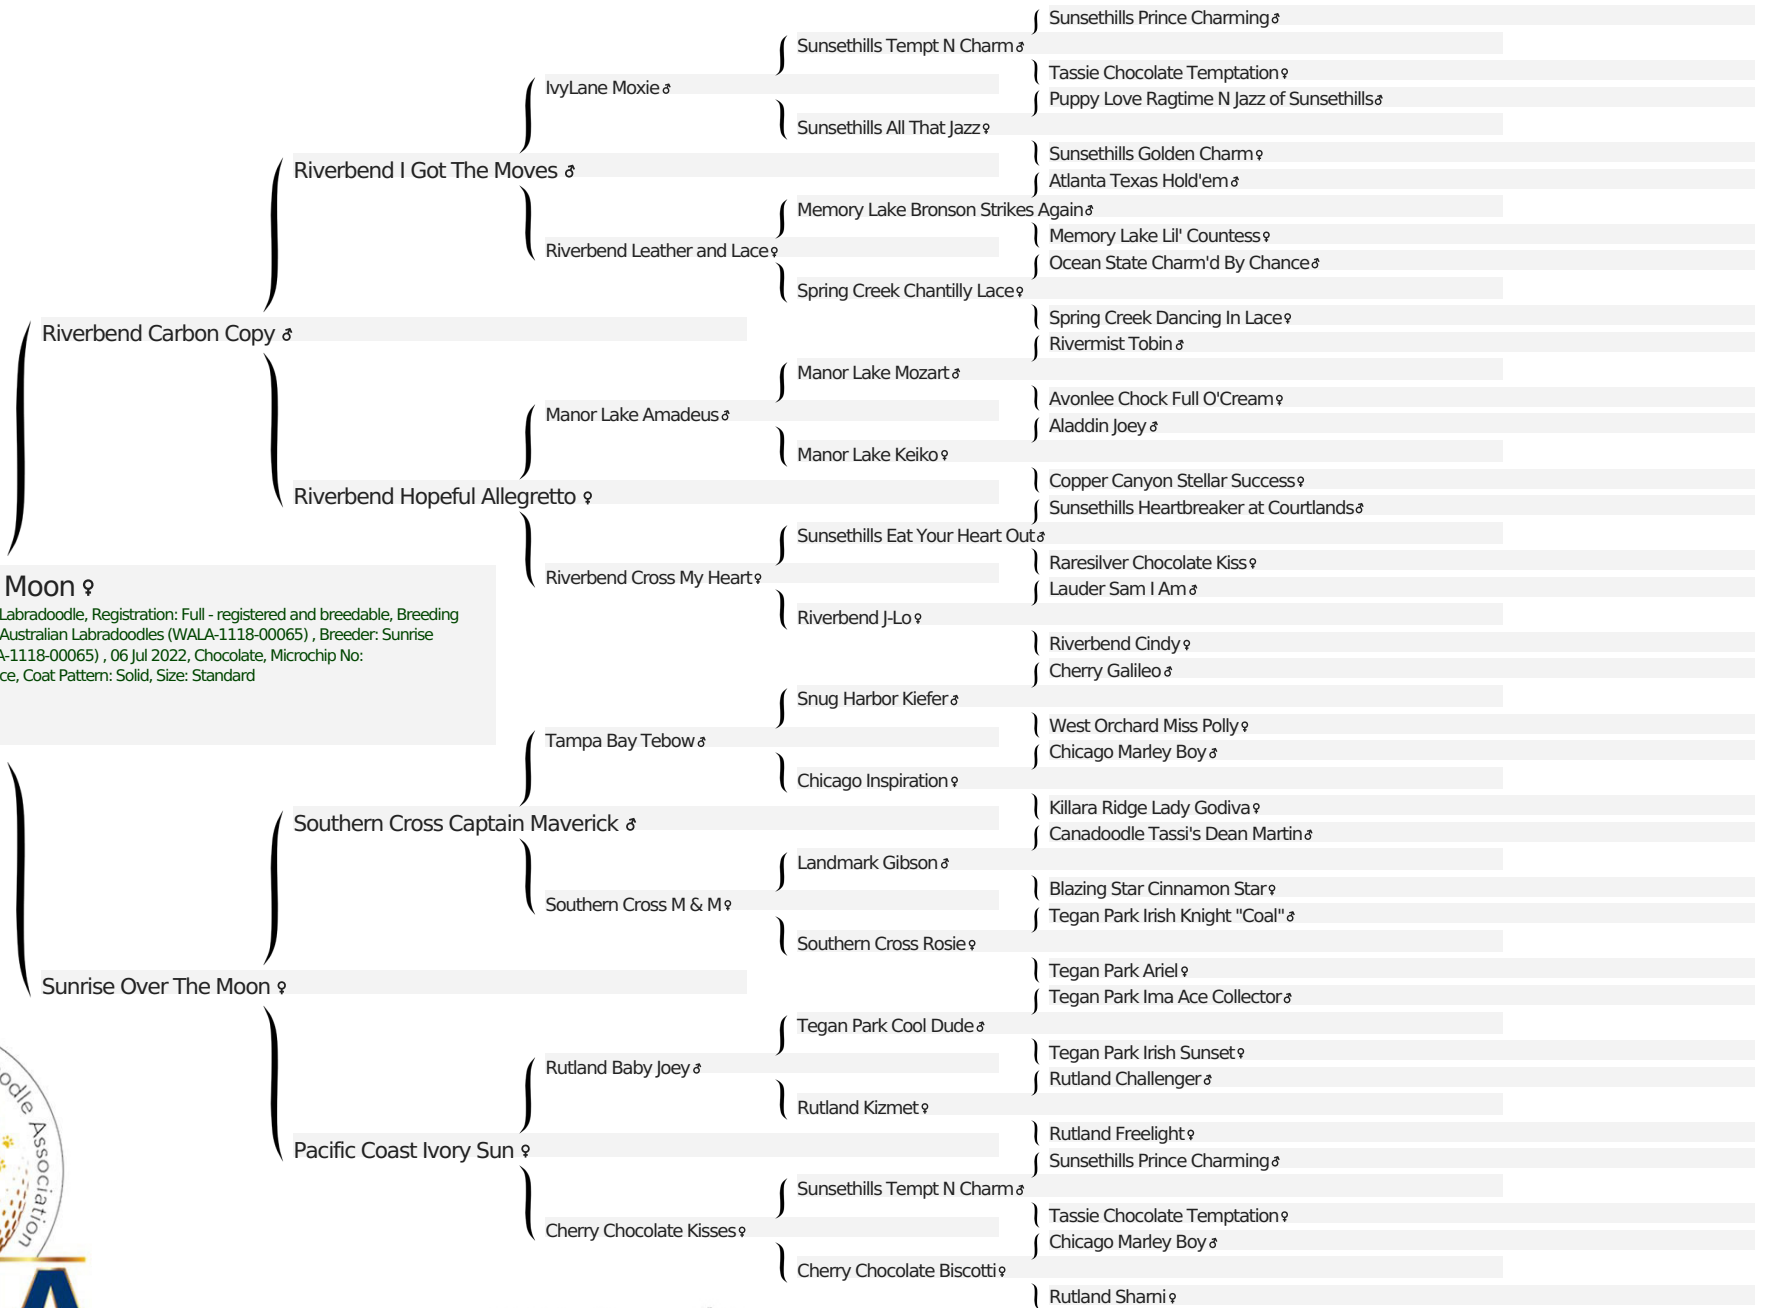 Sunsethills Prince Charming♂
Sunsethills Tempt N Charm♂
Tassie Chocolate Temptation♀
IvyLane Moxie♂
Puppy Love Ragtime N Jazz of Sunsethills♂
Sunsethills All That Jazz♀
Sunsethills Golden Charm♀
Riverbend I Got The Moves ♂
Atlanta Texas Hold'em♂
Memory Lake Bronson Strikes Again♂
Memory Lake Lil' Countess♀
Riverbend Leather and Lace♀
Ocean State Charm'd By Chance♂
Spring Creek Chantilly Lace♀
Spring Creek Dancing In Lace♀
Riverbend Carbon Copy ♂
Rivermist Tobin♂
Manor Lake Mozart♂
Avonlee Chock Full O'Cream♀
Manor Lake Amadeus♂
Aladdin Joey♂
Manor Lake Keiko♀
Copper Canyon Stellar Success♀
Riverbend Hopeful Allegretto ♀
Sunsethills Heartbreaker at Courtlands♂
Sunsethills Eat Your Heart Out♂
Raresilver Chocolate Kiss♀
Riverbend Cross My Heart♀
Lauder Sam I Am♂
Riverbend J-Lo♀
Riverbend Cindy♀
Moon ♀
Labradoodle, Registration: Full - registered and breedable, Breeding
Australian Labradoodles (WALA-1118-00065) , Breeder: Sunrise
A-1118-00065) , 06 Jul 2022, Chocolate, Microchip No:
ce, Coat Pattern: Solid, Size: Standard
Cherry Galileo♂
Snug Harbor Kiefer♂
West Orchard Miss Polly♀
Tampa Bay Tebow♂
Chicago Marley Boy♂
Chicago Inspiration♀
Killara Ridge Lady Godiva♀
Southern Cross Captain Maverick ♂
Canadoodle Tassi's Dean Martin♂
Landmark Gibson♂
Blazing Star Cinnamon Star♀
Southern Cross M & M♀
Tegan Park Irish Knight "Coal"♂
Southern Cross Rosie♀
Tegan Park Ariel♀
Sunrise Over The Moon ♀
Tegan Park Ima Ace Collector♂
Tegan Park Cool Dude♂
Tegan Park Irish Sunset♀
Rutland Baby Joey♂
Rutland Challenger♂
Rutland Kizmet♀
Rutland Freelight♀
Pacific Coast Ivory Sun ♀
Sunsethills Prince Charming♂
Sunsethills Tempt N Charm♂
Tassie Chocolate Temptation♀
Cherry Chocolate Kisses♀
Chicago Marley Boy♂
Cherry Chocolate Biscotti♀
Rutland Sharni♀
odle Association
A